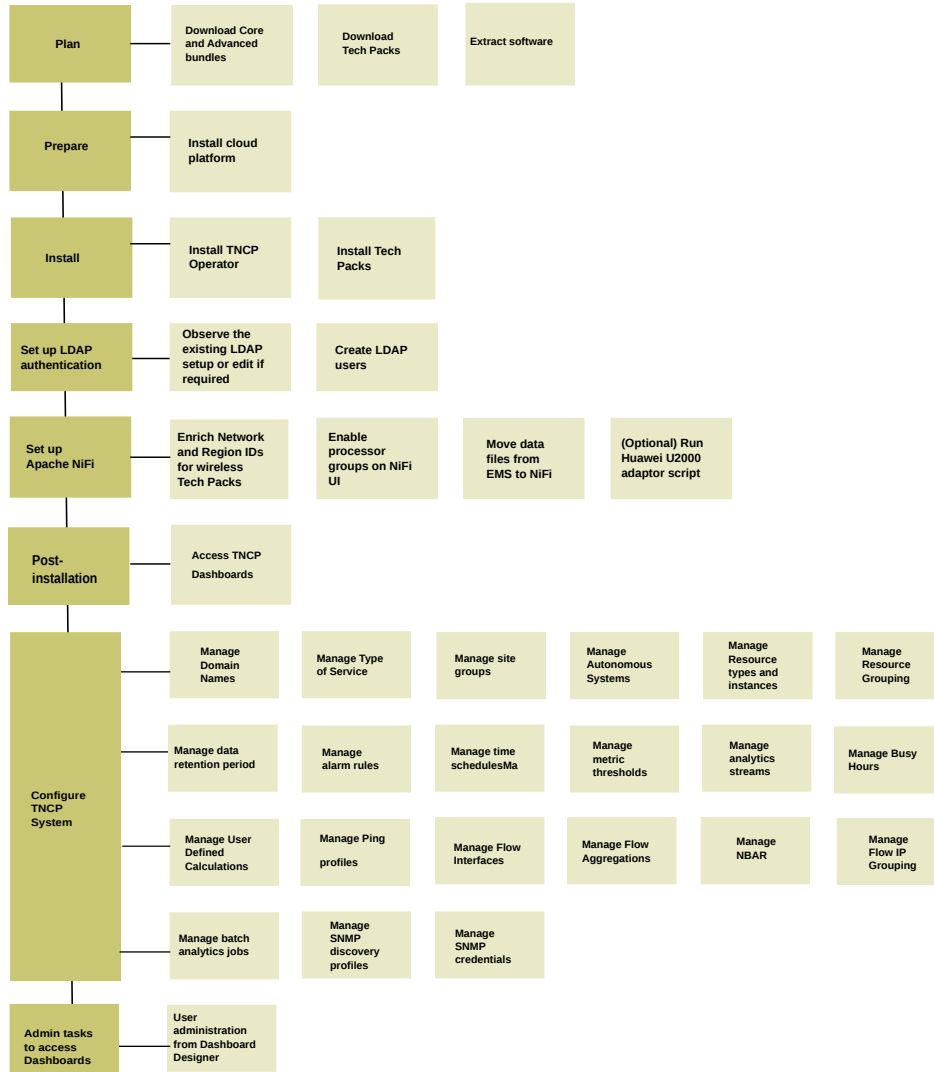 Plan
Download Core
and Advanced
bundles
Download
Tech Packs
Extract software
Prepare
Install cloud
platform
Install
Install TNCP
Operator
Install Tech
Packs
Set up LDAP
authentication
Observe the
existing LDAP
setup or edit if
required
Create LDAP
users
Set up
Apache NiFi
Enrich Network
and Region IDs
for wireless
Tech Packs
Enable
processor
groups on NiFi
UI
Move data
files from
EMS to NiFi
(Optional) Run
Huawei U2000
adaptor script
Post-
installation
Access TNCP
Dashboards
Configure
TNCP
System
Manage
Domain
Names
Manage Type
of Service
Manage site
groups
Manage
Autonomous
Systems
Manage
Resource
types and
instances
Manage
Resource
Grouping
Manage data
retention period
Manage
alarm rules
Manage time
schedulesMa
Manage
metric
thresholds
Manage
analytics
streams
Manage Busy
Hours
Manage User
Defined
Calculations
Manage Ping
profiles
Manage Flow
Interfaces
Manage Flow
Aggregations
Manage
NBAR
Manage
Flow IP
Grouping
Manage batch
analytics jobs
Manage
SNMP
discovery
profiles
Manage
SNMP
credentials
Admin tasks
to access
Dashboards
User
administration
from Dashboard
Designer